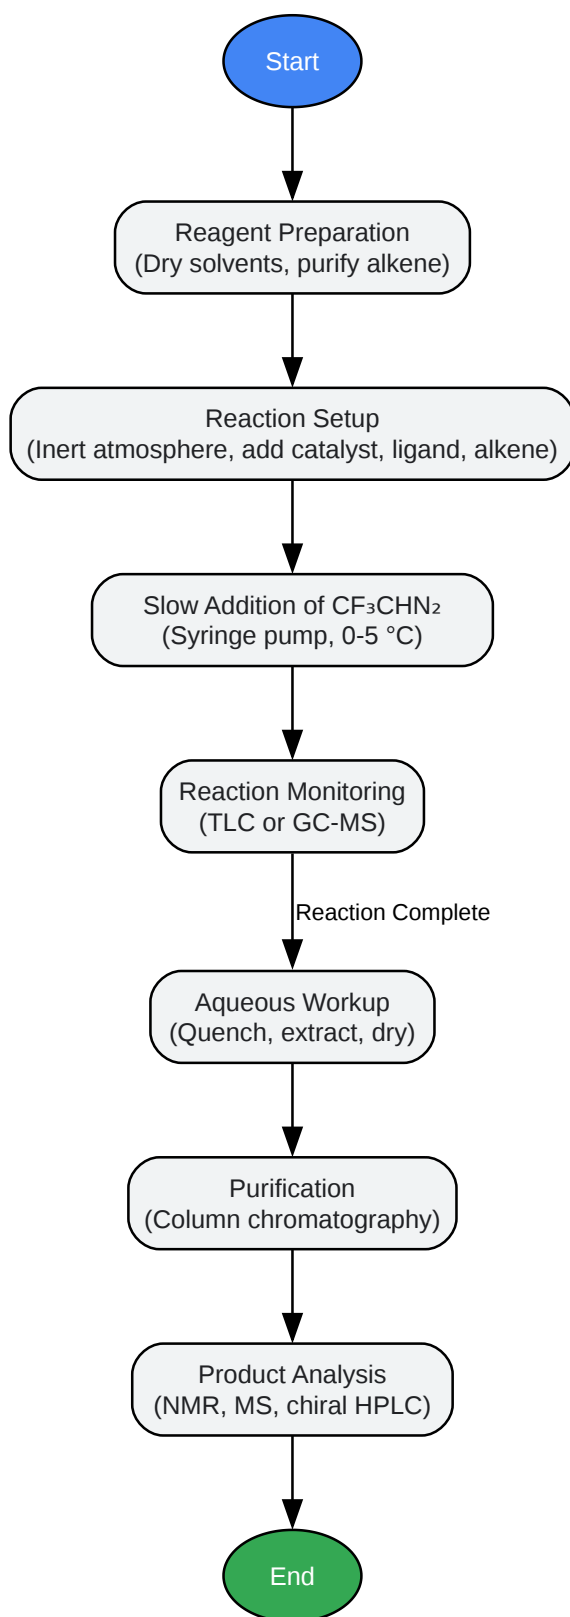 Start
Reagent Preparation
(Dry solvents, purify alkene)
Reaction Setup
(Inert atmosphere, add catalyst, ligand, alkene)
Slow Addition of CF₃CHN₂
(Syringe pump, 0-5 °C)
Reaction Monitoring
(TLC or GC-MS)
Reaction Complete
Aqueous Workup
(Quench, extract, dry)
Purification
(Column chromatography)
Product Analysis
(NMR, MS, chiral HPLC)
End